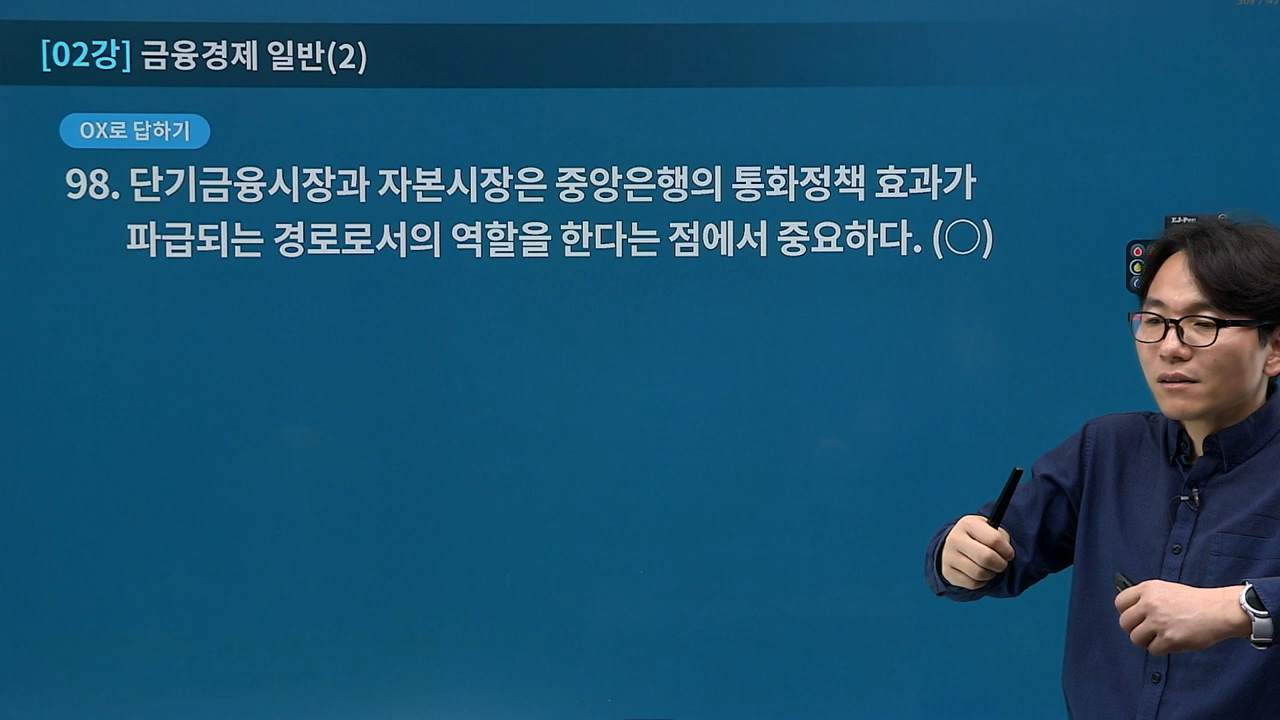 [02강] 금융경제 일반(2)
OX로 답하기
98. 단기금융시장과 자본시장은 중앙은행의 통화정책 효과가
파급되는 경로로서의 역할을 한다는 점에서 중요하다. (○)